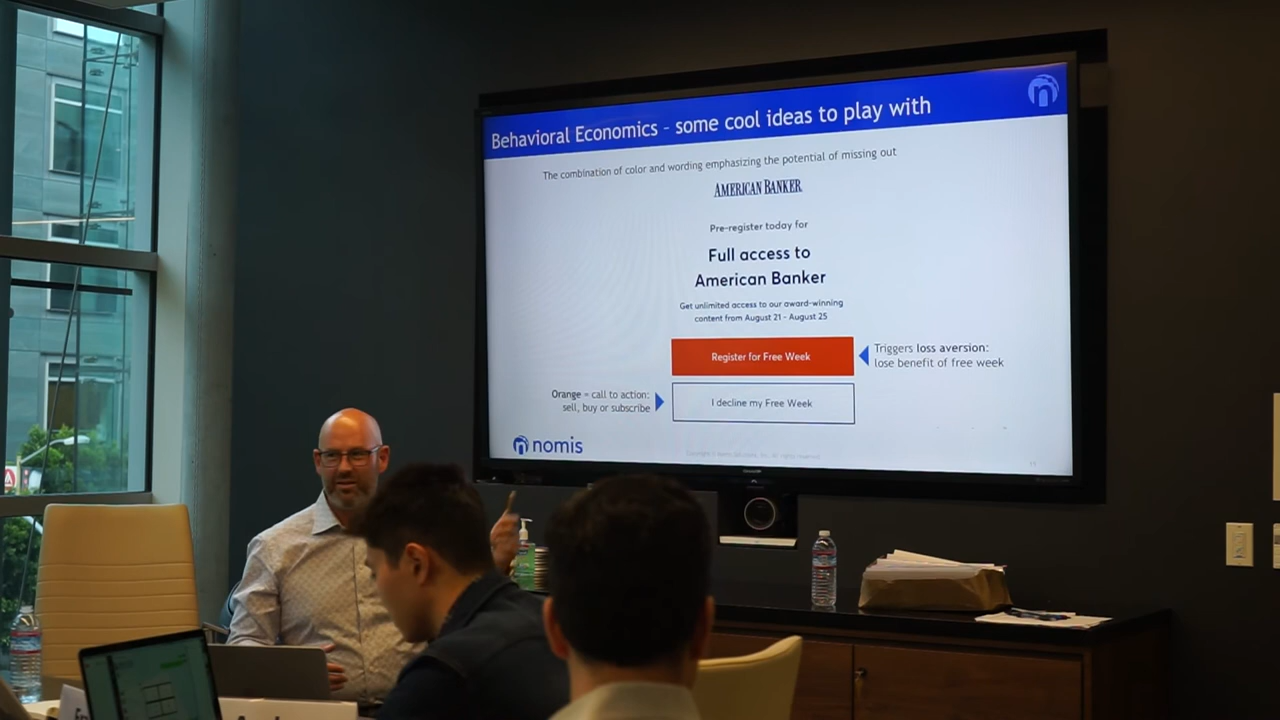 Behavioral Economics – some cool ideas to play with
The combination of color and wording emphasizing the potential of missing out
AMERICAN BANKER
Pre-register today for
Full access to
American Banker
Get unlimited access to our award-winning
content from August 21 - August 25
Register for Free Week
Triggers loss aversion:
lose benefit of free week
Orange = call to action:
sell, buy or subscribe
I decline my Free Week
nomis